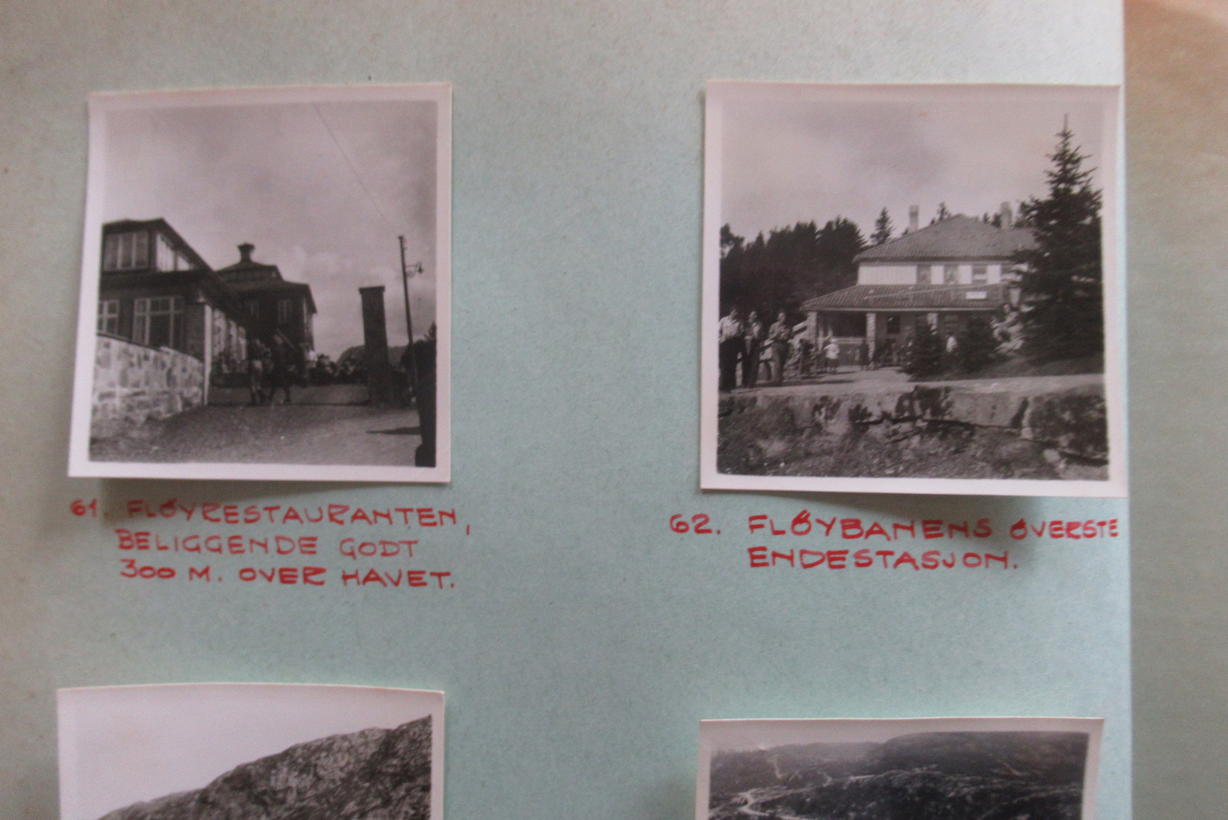 61. FLØYRESTAURANTEN,
BELIGGENDE GODT
300 M. OVER HAVET.
62. FLØYBANENS ØVERSTE
ENDESTASJON.